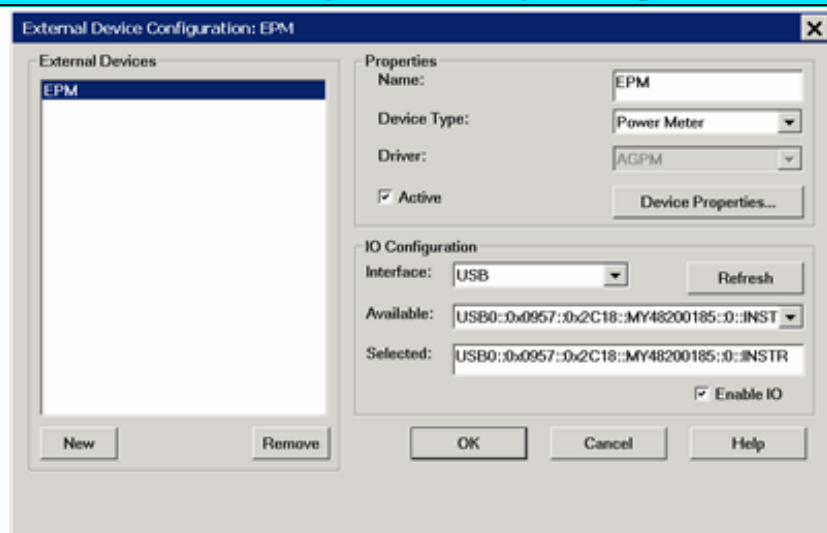 External Device Configuration: EPM
External Devices
EPM
New
Remove
Properties
Name:
EPM
Device Type:
Power Meter
Driver:
AGPM
Active
Device Properties...
IO Configuration
Interface:
USB
Refresh
Available:
USB0::0x0957::0x2C18::MY48200185::0::INST
Selected:
USB0::0x0957::0x2C18::MY48200185::0::INSTR
Enable IO
OK
Cancel
Help